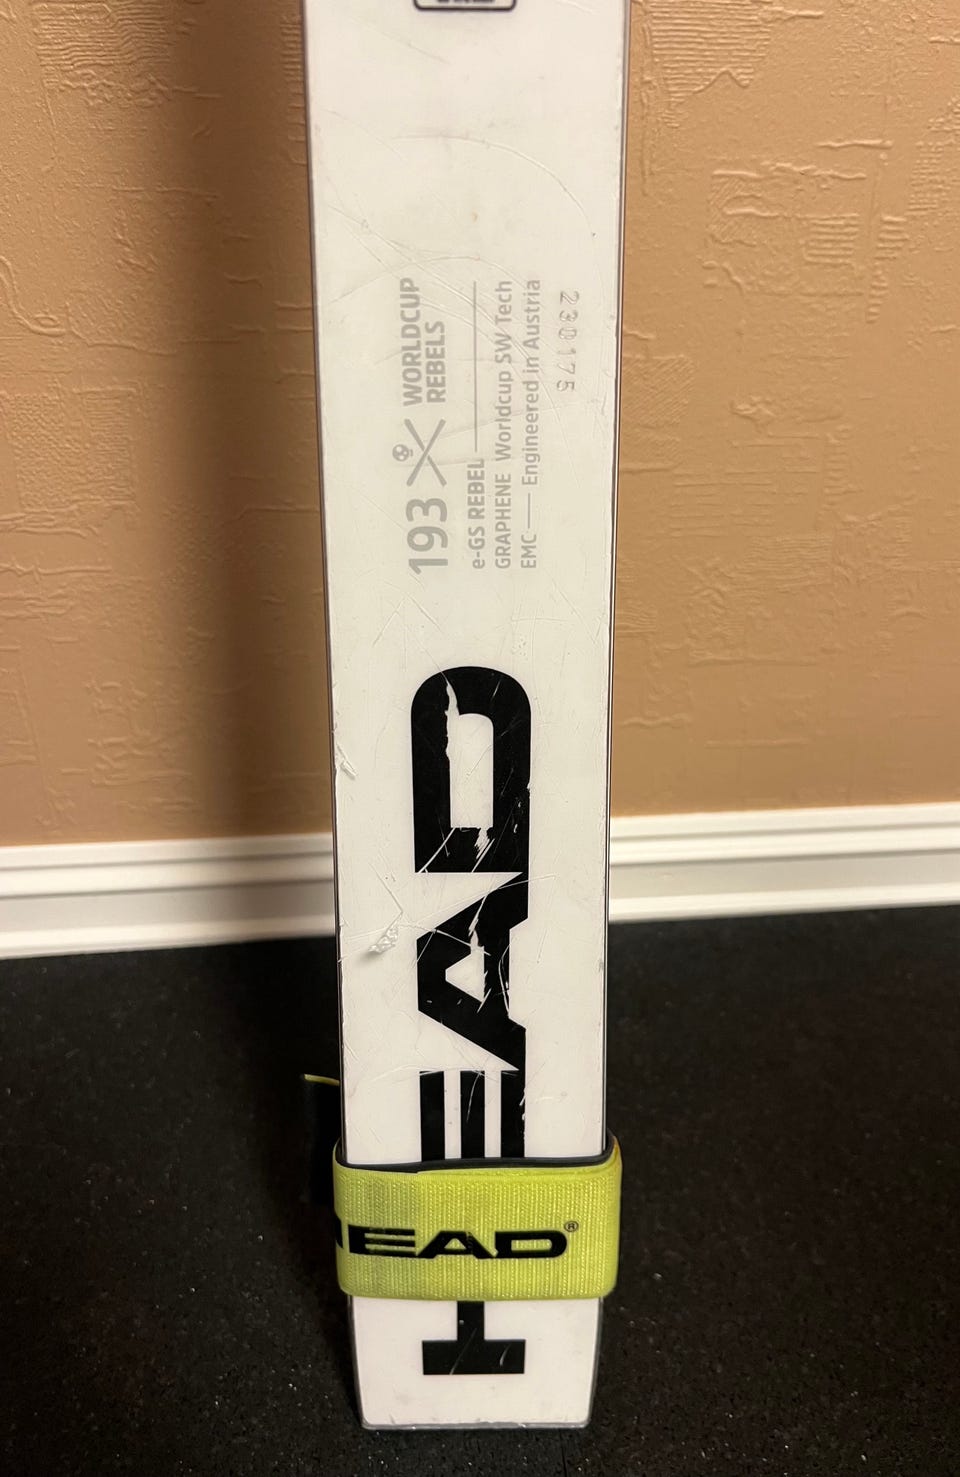 193 WORLDCUP
REBELS
e-GS REBEL
GRAPHENE Worldcup SW Tech
EMC — Engineered in Austria
230175
HEAD
HEAD®